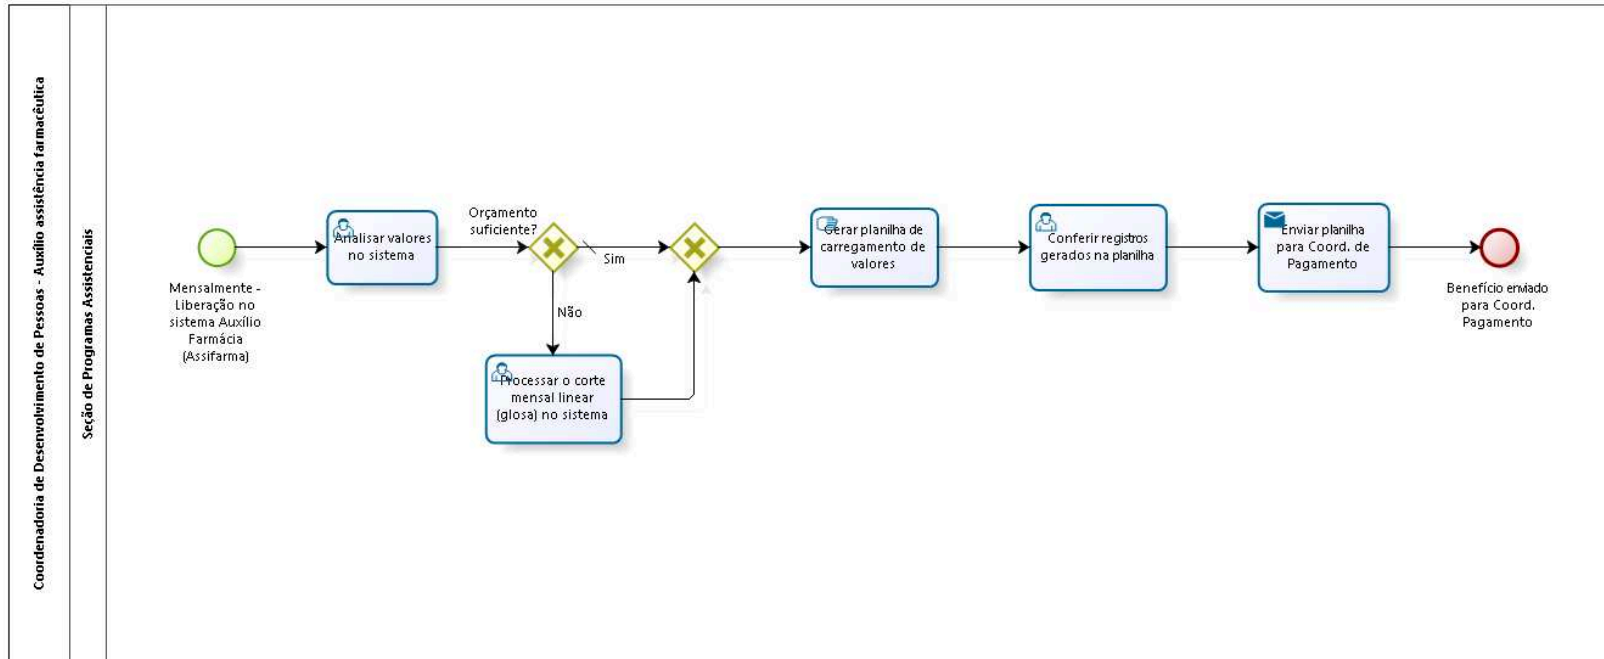 Coordenadoria de Desenvolvimento de Pessoas - Auxílio assistência farmacêutica
Seção de Programas Assistenciais
Mensalmente -
Liberação no
sistema Auxílio
Farmácia
(Assifarma)
Analisar valores
no sistema
Orçamento
suficiente?
Sim
Não
Processar o corte
mensal linear
(glosa) no sistema
Gerar planilha de
carregamento de
valores
Conferir registros
gerados na planilha
Enviar planilha
para Coord. de
Pagamento
Benefício enviado
para Coord.
Pagamento